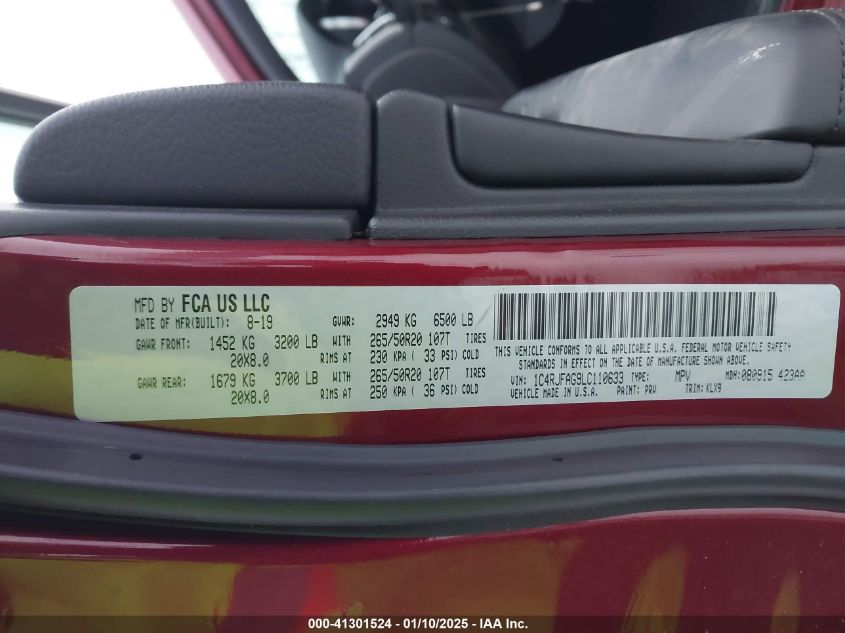 MFD BY FCA US LLC
DATE OF MFR(BUILT): 8-19 GVWR: 2949 KG 6500 LB
GAWR FRONT: 1452 KG 3200 LB WITH 265/50R20 107T TIRES
20X8.0 RIMS AT 230 KPA ( 33 PSI) COLD
GAWR REAR: 1679 KG 3700 LB WITH 265/50R20 107T TIRES
20X8.0 RIMS AT 250 KPA ( 36 PSI) COLD
THIS VEHICLE CONFORMS TO ALL APPLICABLE U.S.A. FEDERAL MOTOR VEHICLE SAFETY
STANDARDS IN EFFECT ON THE DATE OF MANUFACTURE SHOWN ABOVE.
VIN: 1C4RJFAG9LC110633 TYPE: MPV MDH: 080915 423AA
VEHICLE MADE IN U.S.A. PAINT: PRV TRIM: KLX9
000-41301524 - 01/10/2025 - IAA Inc.